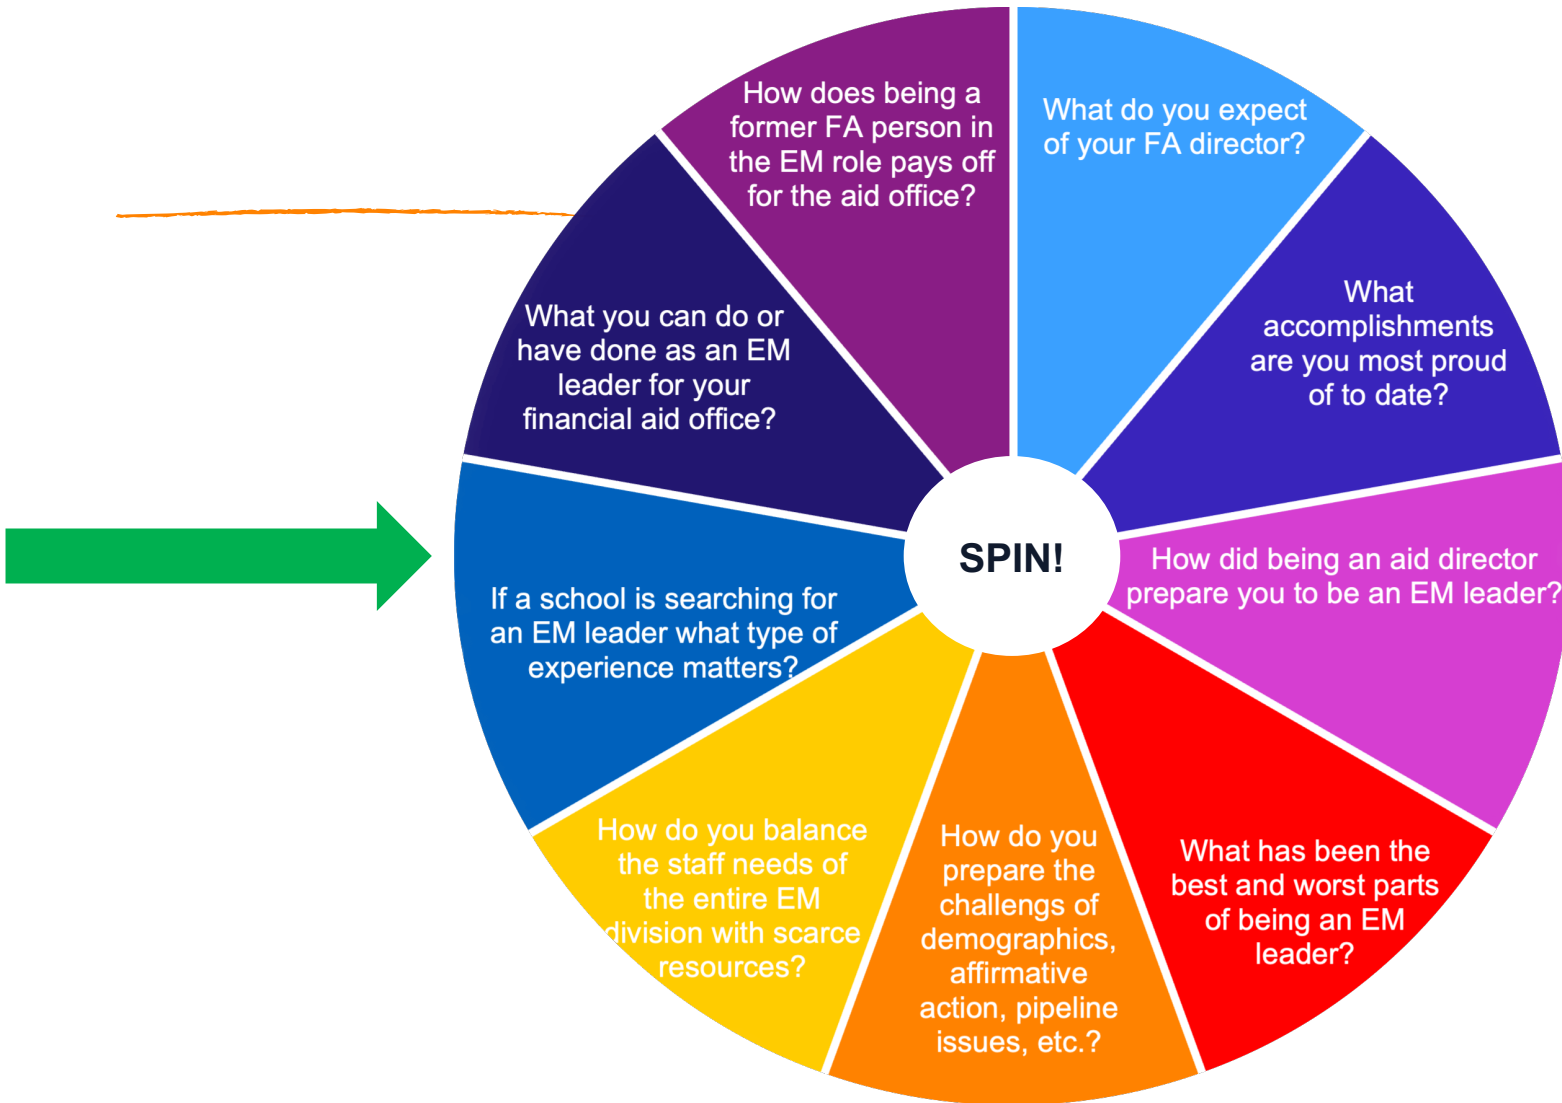 How does being a
former FA person in
the EM role pays off
for the aid office?
What do you expect
of your FA director?
What
accomplishments
are you most proud
of to date?
How did being an aid director
prepare you to be an EM leader?
What has been the
best and worst parts
of being an EM
leader?
How do you
prepare the
challengs of
demographics,
affirmative
action, pipeline
issues, etc.?
How do you balance
the staff needs of
the entire EM
division with scarce
resources?
If a school is searching for
an EM leader what type of
experience matters?
What you can do or
have done as an EM
leader for your
financial aid office?
SPIN!